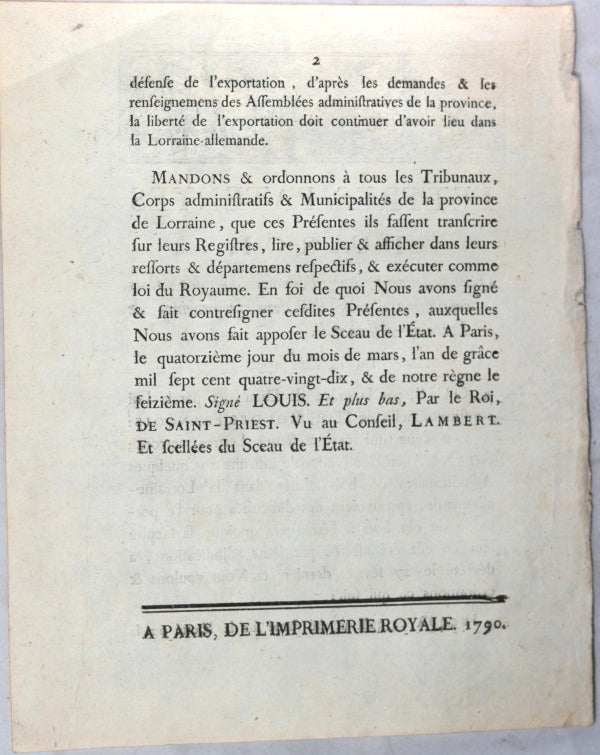 2
défenſe de l'exportation, d'après les demandes & les
renſeignemens des Aſſemblées adminiſtratives de la province,
la liberté de l'exportation doit continuer d'avoir lieu dans
la Lorraine-allemande.
MANDONS & ordonnons à tous les Tribunaux,
Corps adminiſtratifs & Municipalités de la province
de Lorraine, que ces Préſentes ils faſſent tranſcrire
ſur leurs Regiſtres, lire, publier & afficher dans leurs
reſſorts & départemens reſpectifs, & exécuter comme
loi du Royaume. En foi de quoi Nous avons ſigné
& fait contreſigner ceſdites Préſentes, auxquelles
Nous avons fait appoſer le Sceau de l'État. A Paris,
le quatorzième jour du mois de mars, l'an de grâce
mil ſept cent quatre-vingt-dix, & de notre règne le
ſeizième. Signé LOUIS. Et plus bas, Par le Roi,
DE SAINT-PRIEST. Vu au Conſeil, LAMBERT.
Et ſcellées du Sceau de l'État.
A PARIS, DE L'IMPRIMERIE ROYALE. 1790.